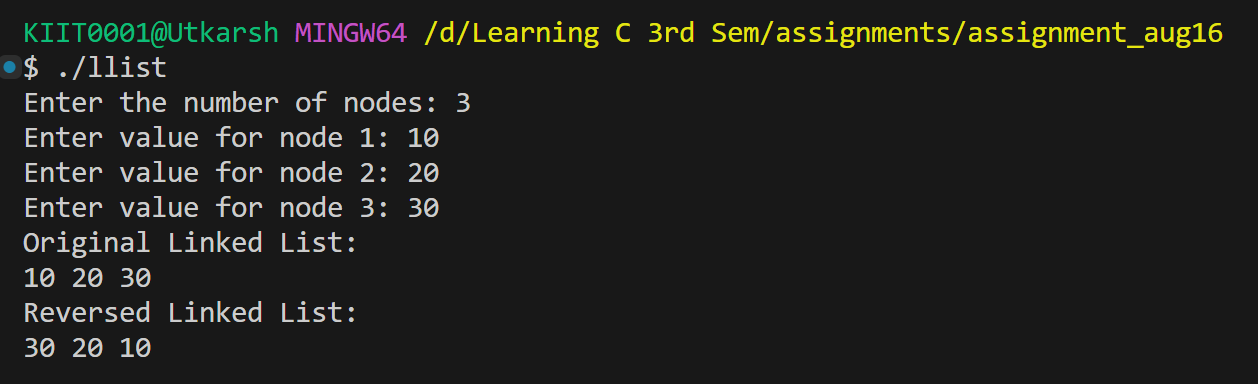 KIIT0001@Utkarsh MINGW64 /d/Learning C 3rd Sem/assignments/assignment_aug16
$ ./llist
Enter the number of nodes: 3
Enter value for node 1: 10
Enter value for node 2: 20
Enter value for node 3: 30
Original Linked List:
10 20 30
Reversed Linked List:
30 20 10